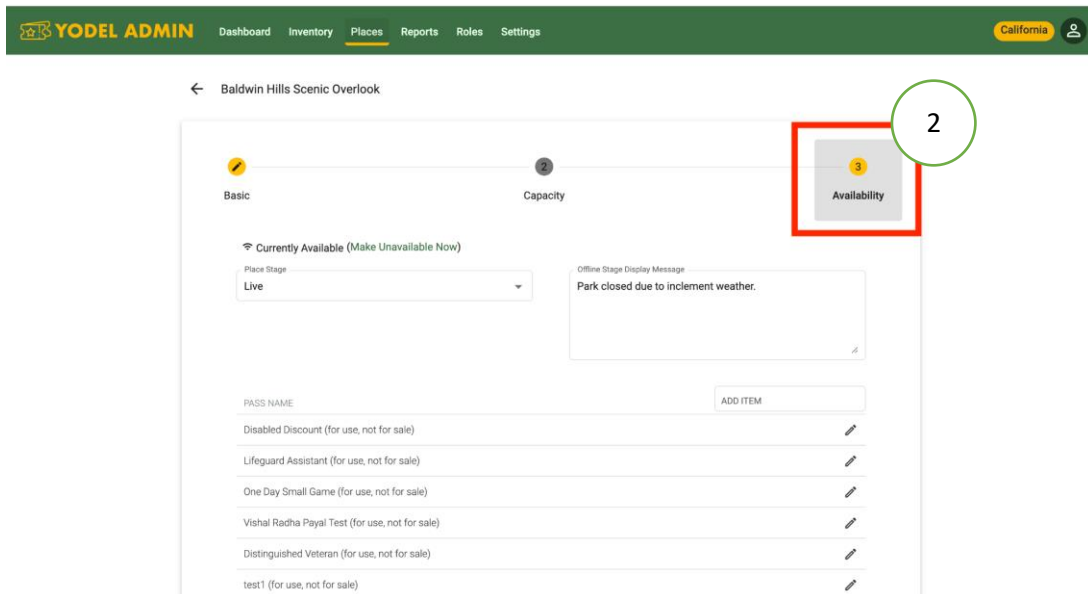 YODEL ADMIN Dashboard Inventory Places Reports Roles Settings California
Baldwin Hills Scenic Overlook
2
2 3
Basic Capacity Availability
Currently Available (Make Unavailable Now)
Place Stage Offline Stage Display Message
Live Park closed due to inclement weather.
PASS NAME ADD ITEM
Disabled Discount (for use, not for sale)
Lifeguard Assistant (for use, not for sale)
One Day Small Game (for use, not for sale)
Vishal Radha Payal Test (for use, not for sale)
Distinguished Veteran (for use, not for sale)
test1 (for use, not for sale)